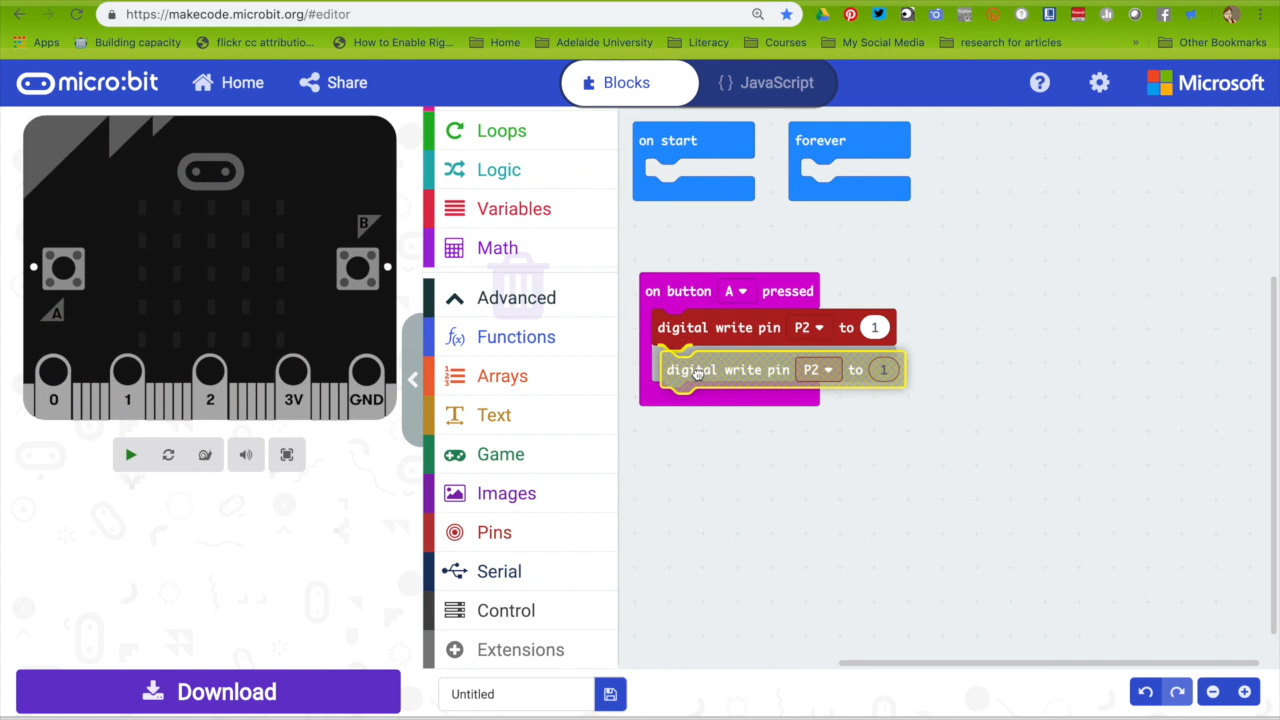 https://makecode.microbit.org/#editor
Apps
Building capacity
flickr cc attributio...
How to Enable Rig...
Home
Adelaide University
Literacy
Courses
My Social Media
research for articles
»
Other Bookmarks
micro:bit
Home
Share
Blocks
{ } JavaScript
?
Microsoft
B
A
0
1
2
3V
GND
Download
Loops
Logic
Variables
Math
Advanced
f(x) Functions
Arrays
Text
Game
Images
Pins
Serial
Control
Extensions
Untitled
on start
forever
on button A pressed
digital write pin P2 to 1
digital write pin P2 to 1